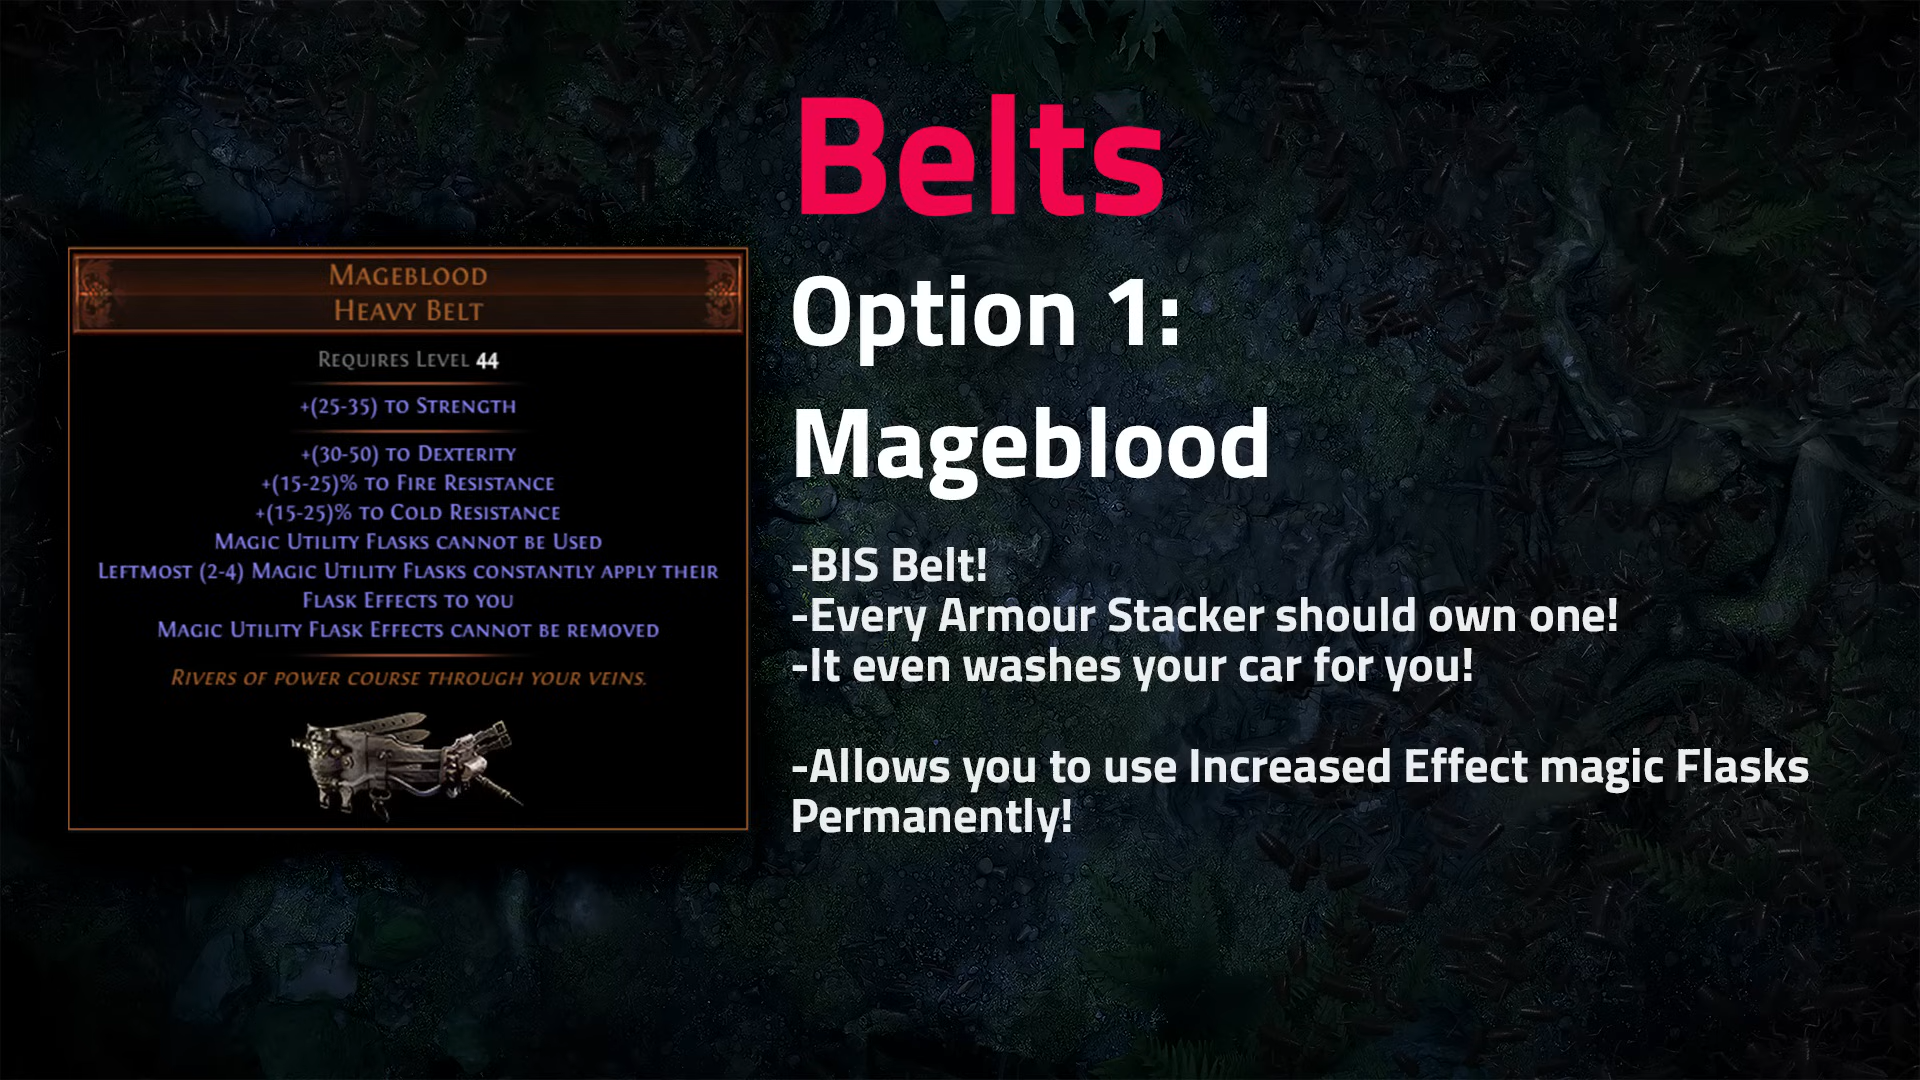 Belts
Mageblood
Heavy Belt
Requires Level 44
+(25-35) to Strength
+(30-50) to Dexterity
+(15-25)% to Fire Resistance
+(15-25)% to Cold Resistance
Magic Utility Flasks cannot be Used
Leftmost (2-4) Magic Utility Flasks constantly apply their
Flask Effects to you
Magic Utility Flask Effects cannot be removed
Rivers of power course through your veins.
Option 1:
Mageblood
-BIS Belt!
-Every Armour Stacker should own one!
-It even washes your car for you!
-Allows you to use Increased Effect magic Flasks
Permanently!